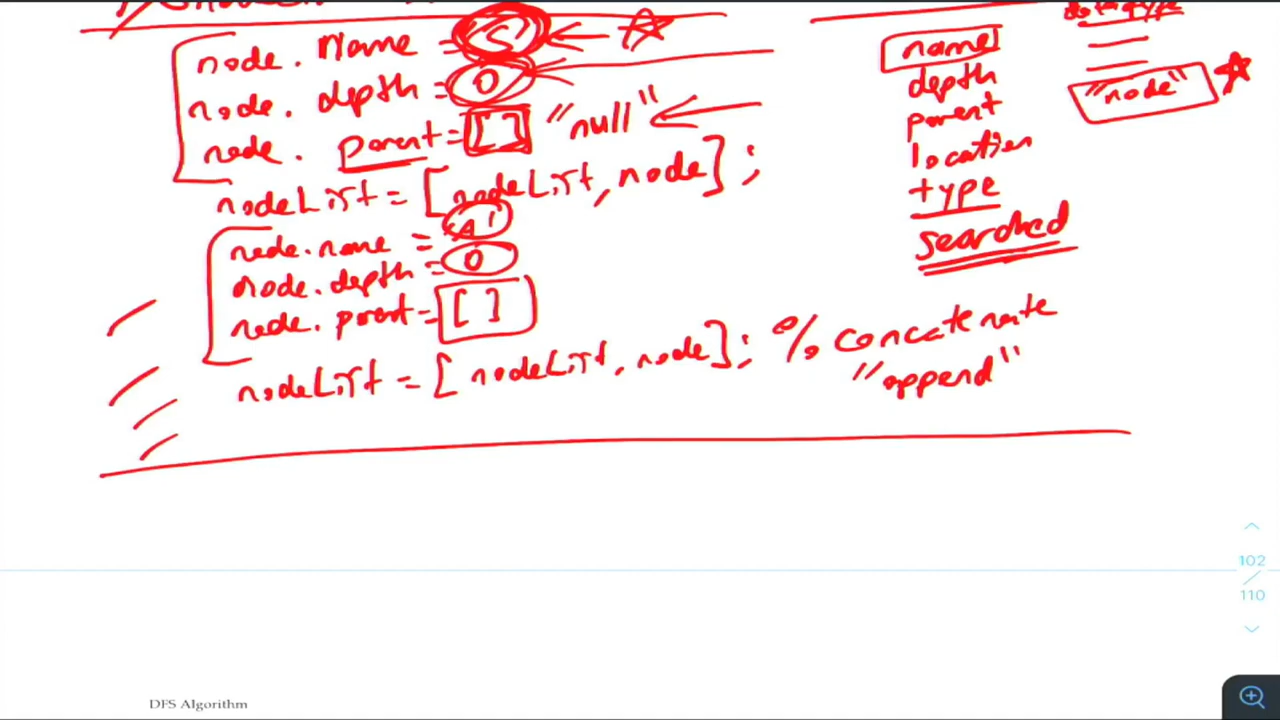 node. Name = 'S'
node. depth = 0
node. parent = [ ] "null"
nodeList = [nodeList, node] ;
node.name = 'A'
node.depth = 0
node. parent = [ ]
nodeList = [ nodeList, node] ; % concatenate
"append"
datatype
name
depth
parent
location
type
searched
"node"
102
110
DFS Algorithm